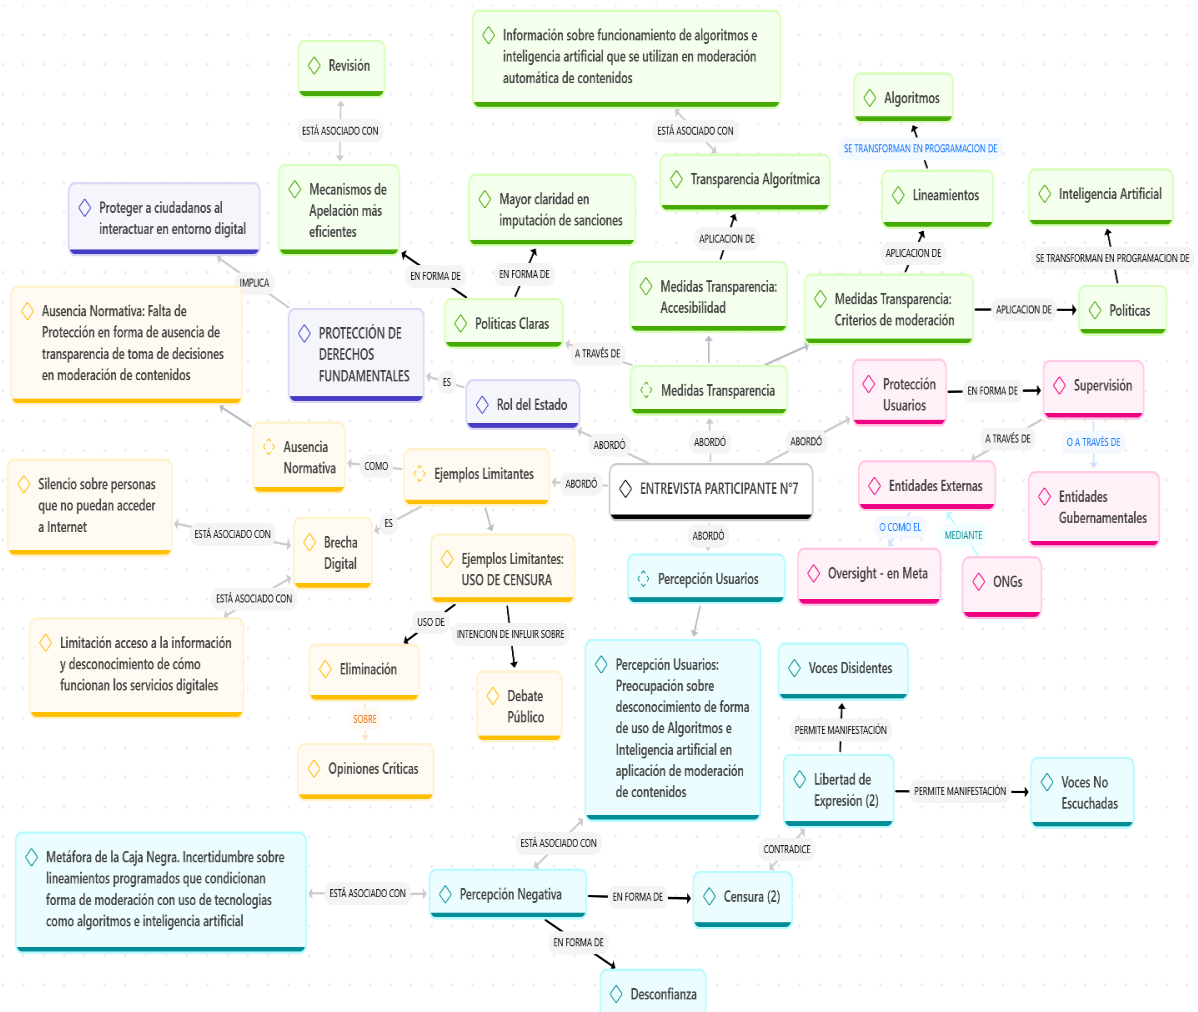 Información sobre funcionamiento de algoritmos e
inteligencia artificial que se utilizan en moderación
automática de contenidos
Revisión
Algoritmos
ESTÁ ASOCIADO CON
ESTÁ ASOCIADO CON
SE TRANSFORMAN EN PROGRAMACION DE
Mecanismos de
Apelación más
eficientes
Mayor claridad en
imputación de sanciones
Transparencia Algorítmica
Lineamientos
Inteligencia Artificial
Proteger a ciudadanos al
interactuar en entorno digital
APLICACION DE
APLICACION DE
SE TRANSFORMAN EN PROGRAMACION DE
EN FORMA DE
EN FORMA DE
IMPLICA
Medidas Transparencia:
Accesibilidad
Medidas Transparencia:
Criterios de moderación
APLICACION DE
Políticas
Ausencia Normativa: Falta de
Protección en forma de ausencia de
transparencia de toma de decisiones
en moderación de contenidos
PROTECCIÓN DE
DERECHOS
FUNDAMENTALES
Políticas Claras
A TRAVÉS DE
ES
Rol del Estado
Medidas Transparencia
Protección
Usuarios
EN FORMA DE
Supervisión
ABORDÓ
ABORDÓ
ABORDÓ
A TRAVÉS DE
O A TRAVÉS DE
Ausencia
Normativa
COMO
Ejemplos Limitantes
ABORDÓ
ENTREVISTA PARTICIPANTE N°7
Entidades Externas
Entidades
Gubernamentales
Silencio sobre personas
que no puedan acceder
a Internet
ESTÁ ASOCIADO CON
ES
Brecha
Digital
ABORDÓ
O COMO EL
MEDIANTE
Ejemplos Limitantes:
USO DE CENSURA
Percepción Usuarios
Oversight - en Meta
ONGs
ESTÁ ASOCIADO CON
USO DE
INTENCION DE INFLUIR SOBRE
Limitación acceso a la información
y desconocimiento de cómo
funcionan los servicios digitales
Eliminación
Debate
Público
SOBRE
Opiniones Críticas
Percepción Usuarios:
Preocupación sobre
desconocimiento de forma
de uso de Algoritmos e
Inteligencia artificial en
aplicación de moderación
de contenidos
Voces Disidentes
PERMITE MANIFESTACIÓN
Libertad de
Expresión (2)
PERMITE MANIFESTACIÓN
Voces No
Escuchadas
ESTÁ ASOCIADO CON
CONTRADICE
Metáfora de la Caja Negra. Incertidumbre sobre
lineamientos programados que condicionan
forma de moderación con uso de tecnologías
como algoritmos e inteligencia artificial
ESTÁ ASOCIADO CON
Percepción Negativa
EN FORMA DE
Censura (2)
EN FORMA DE
Desconfianza